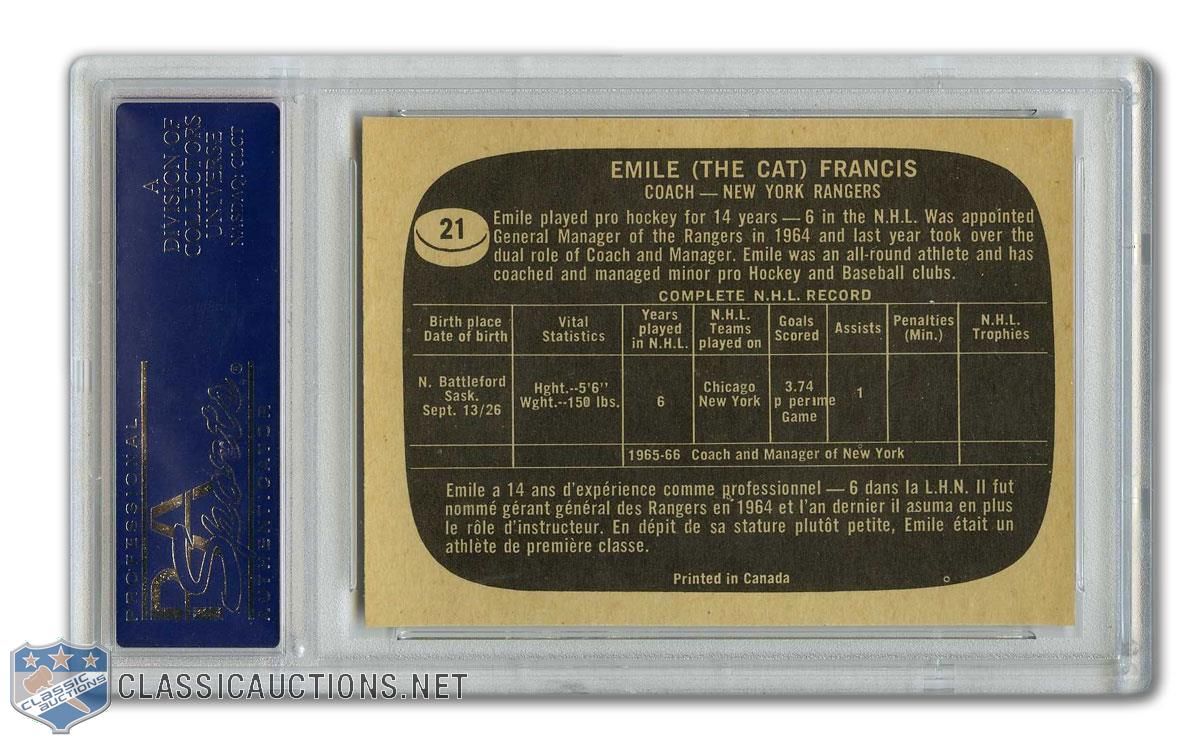 A
DIVISION OF
COLLECTORS
UNIVERSE
NASDAQ: CLCT
PROFESSIONAL
PSA
Sports
AUTHENTICATOR
EMILE (THE CAT) FRANCIS
COACH — NEW YORK RANGERS
21
Emile played pro hockey for 14 years — 6 in the N.H.L. Was appointed
General Manager of the Rangers in 1964 and last year took over the
dual role of Coach and Manager. Emile was an all-round athlete and has
coached and managed minor pro Hockey and Baseball clubs.
COMPLETE N.H.L. RECORD
Birth place
Date of birth
Vital
Statistics
Years
played
in N.H.L.
N.H.L.
Teams
played on
Goals
Scored
Assists
Penalties
(Min.)
N.H.L.
Trophies
N. Battleford
Sask.
Sept. 13/26
Hght.--5'6"
Wght.--150 lbs.
6
Chicago
New York
3.74
p perıme
Game
1
1965-66 Coach and Manager of New York
Emile a 14 ans d'expérience comme professionnel — 6 dans la L.H.N. Il fut
nommé gérant général des Rangers en 1964 et l'an dernier il asuma en plus
le rôle d'instructeur. En dépit de sa stature plutôt petite, Emile était un
athlète de première classe.
Printed in Canada
CLASSIC
AUCTIONS
CLASSICAUCTIONS.NET